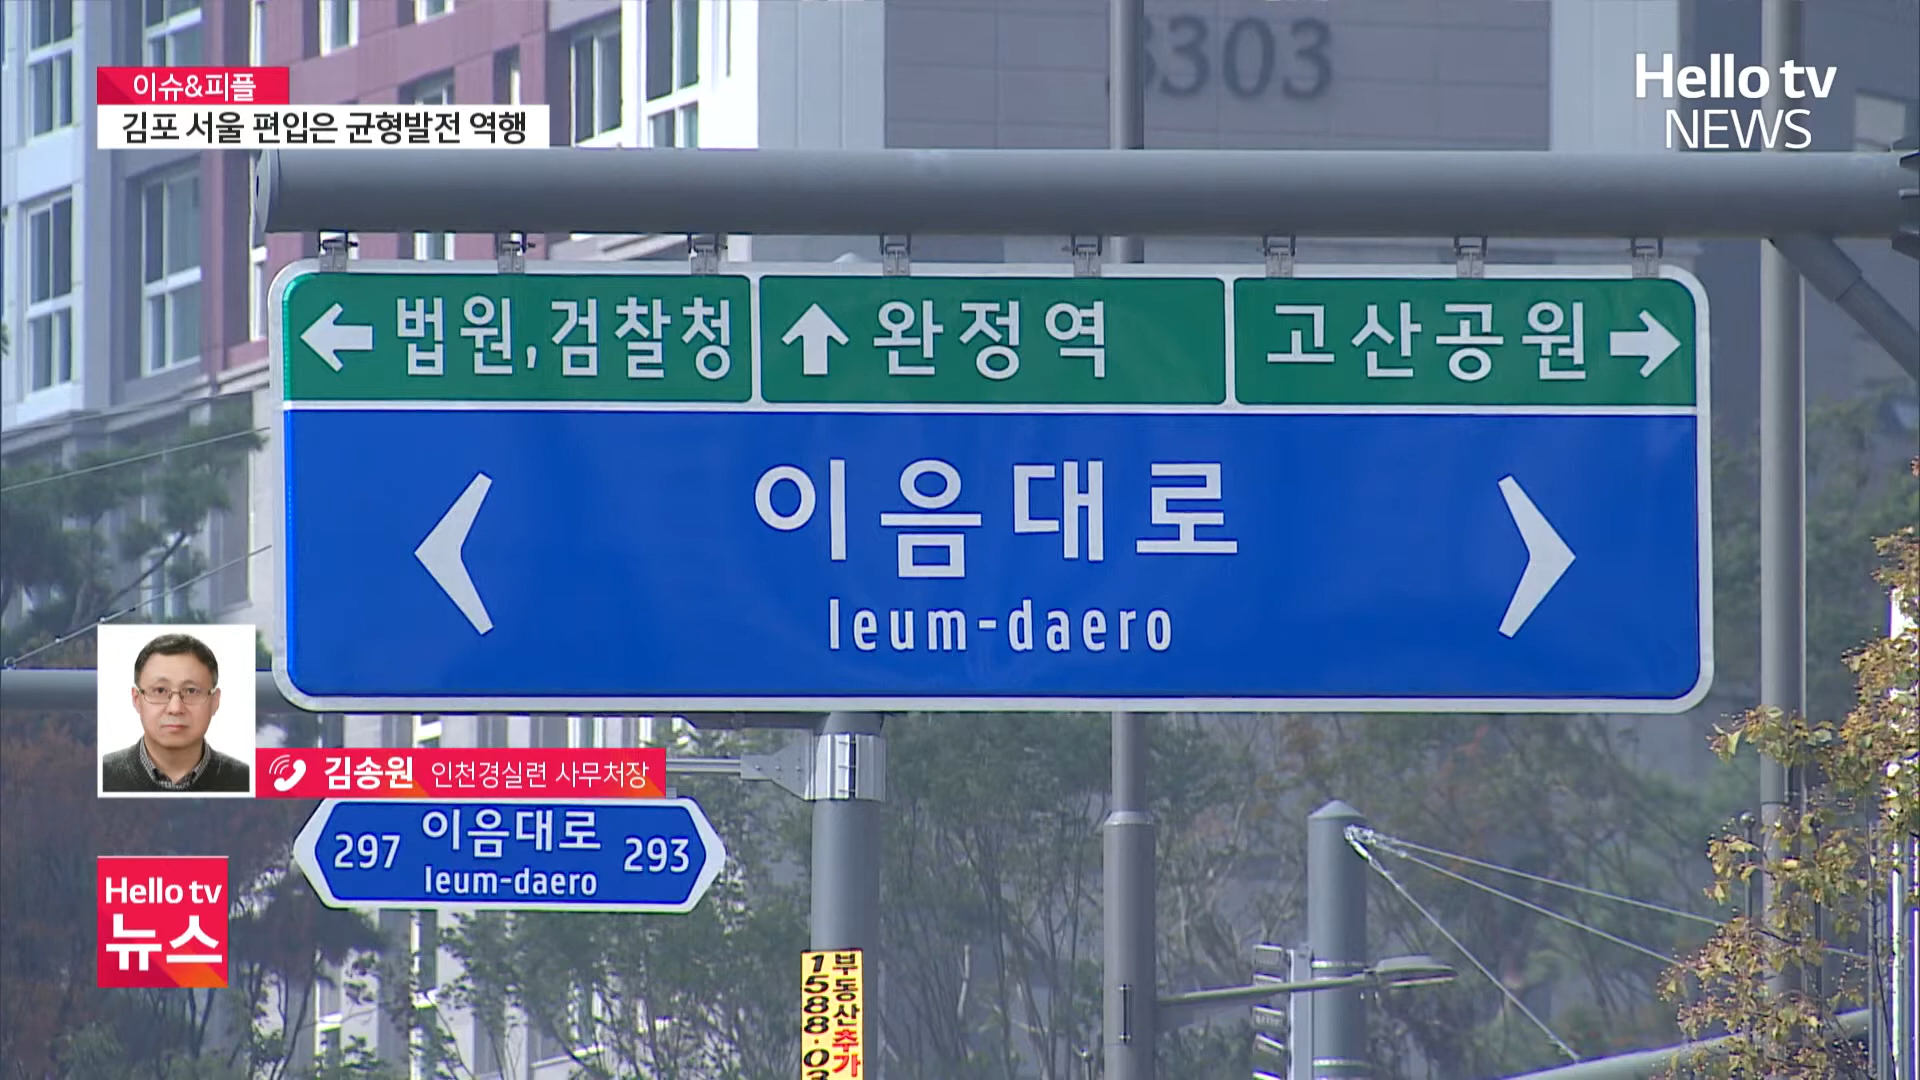 이슈&피플
김포 서울 편입은 균형발전 역행
3303
Hello tv
NEWS
법원,검찰청
완정역
고산공원
이음대로
Ieum-daero
김송원 인천경실련 사무처장
297 이음대로 293
Ieum-daero
Hello tv
뉴스
부동산추가
1588·03